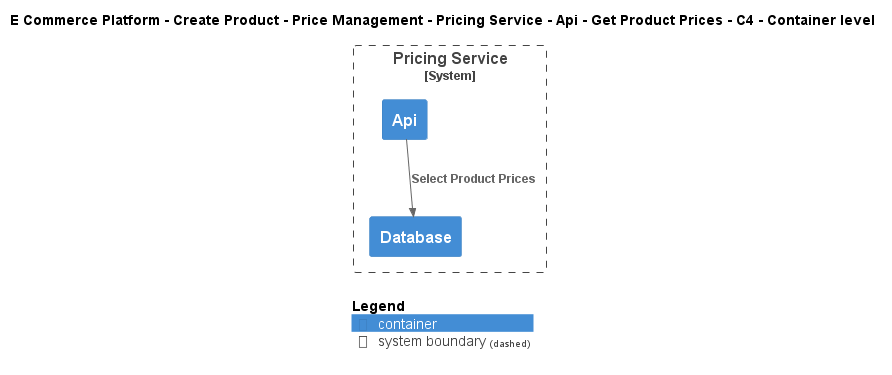 E Commerce Platform - Create Product - Price Management - Pricing Service - Api - Get Product Prices - C4 - Container level
Pricing Service
[System]
Api
Select Product Prices
Database
Legend
container
system boundary (dashed)